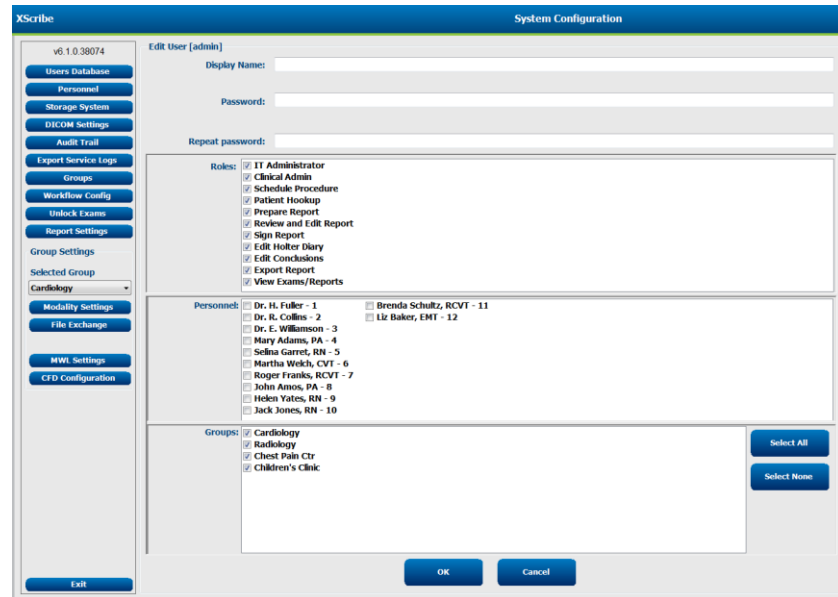 XScribe
System Configuration
v6.1.0.38074
Users Database
Personnel
Storage System
DICOM Settings
Audit Trail
Export Service Logs
Groups
Workflow Config
Unlock Exams
Report Settings
Group Settings
Selected Group
Cardiology
Modality Settings
File Exchange
MWL Settings
CFD Configuration
Exit
Edit User [admin]
Display Name:
Password:
Repeat password:
Roles:
IT Administrator
Clinical Admin
Schedule Procedure
Patient Hookup
Prepare Report
Review and Edit Report
Sign Report
Edit Holter Diary
Edit Conclusions
Export Report
View Exams/Reports
Personnel:
Dr. H. Fuller - 1
Dr. R. Collins - 2
Dr. E. Williamson - 3
Mary Adams, PA - 4
Selina Garret, RN - 5
Martha Welch, CVT - 6
Roger Franks, RCVT - 7
John Amos, PA - 8
Helen Yates, RN - 9
Jack Jones, RN - 10
Brenda Schultz, RCVT - 11
Liz Baker, EMT - 12
Groups:
Cardiology
Radiology
Chest Pain Ctr
Children's Clinic
Select All
Select None
OK
Cancel